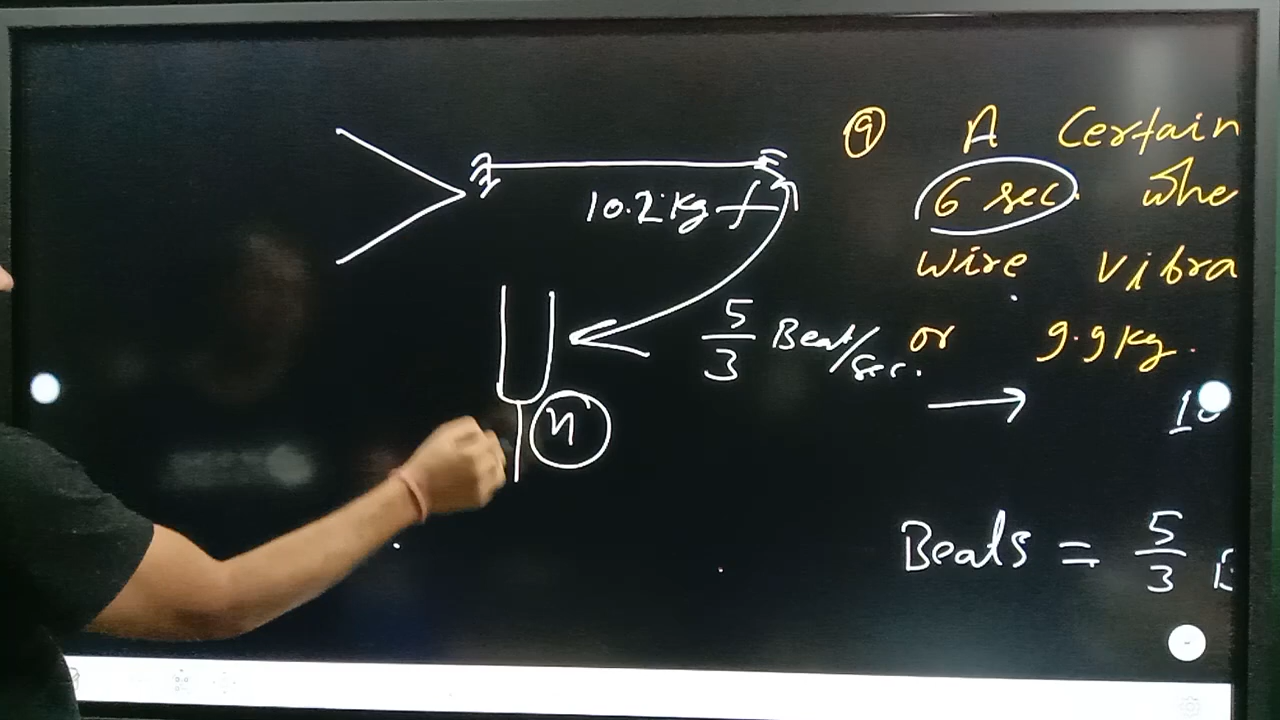 9 A Certain
6 sec. Whe
wire vibra
or 9.9 kg.
→ 10
Beats = 5/3 B
10.2 kg f
5/3 Beat/sec.
n